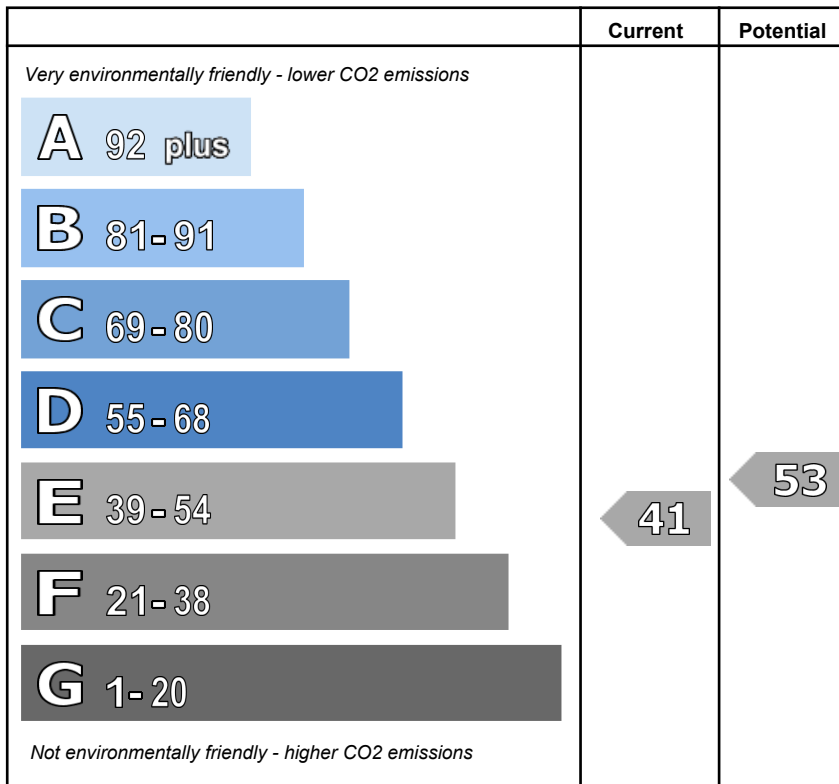 Current Potential
Very environmentally friendly - lower CO2 emissions
A 92 plus
B 81-91
C 69-80
D 55-68
E 39-54
41
53
F 21-38
G 1-20
Not environmentally friendly - higher CO2 emissions